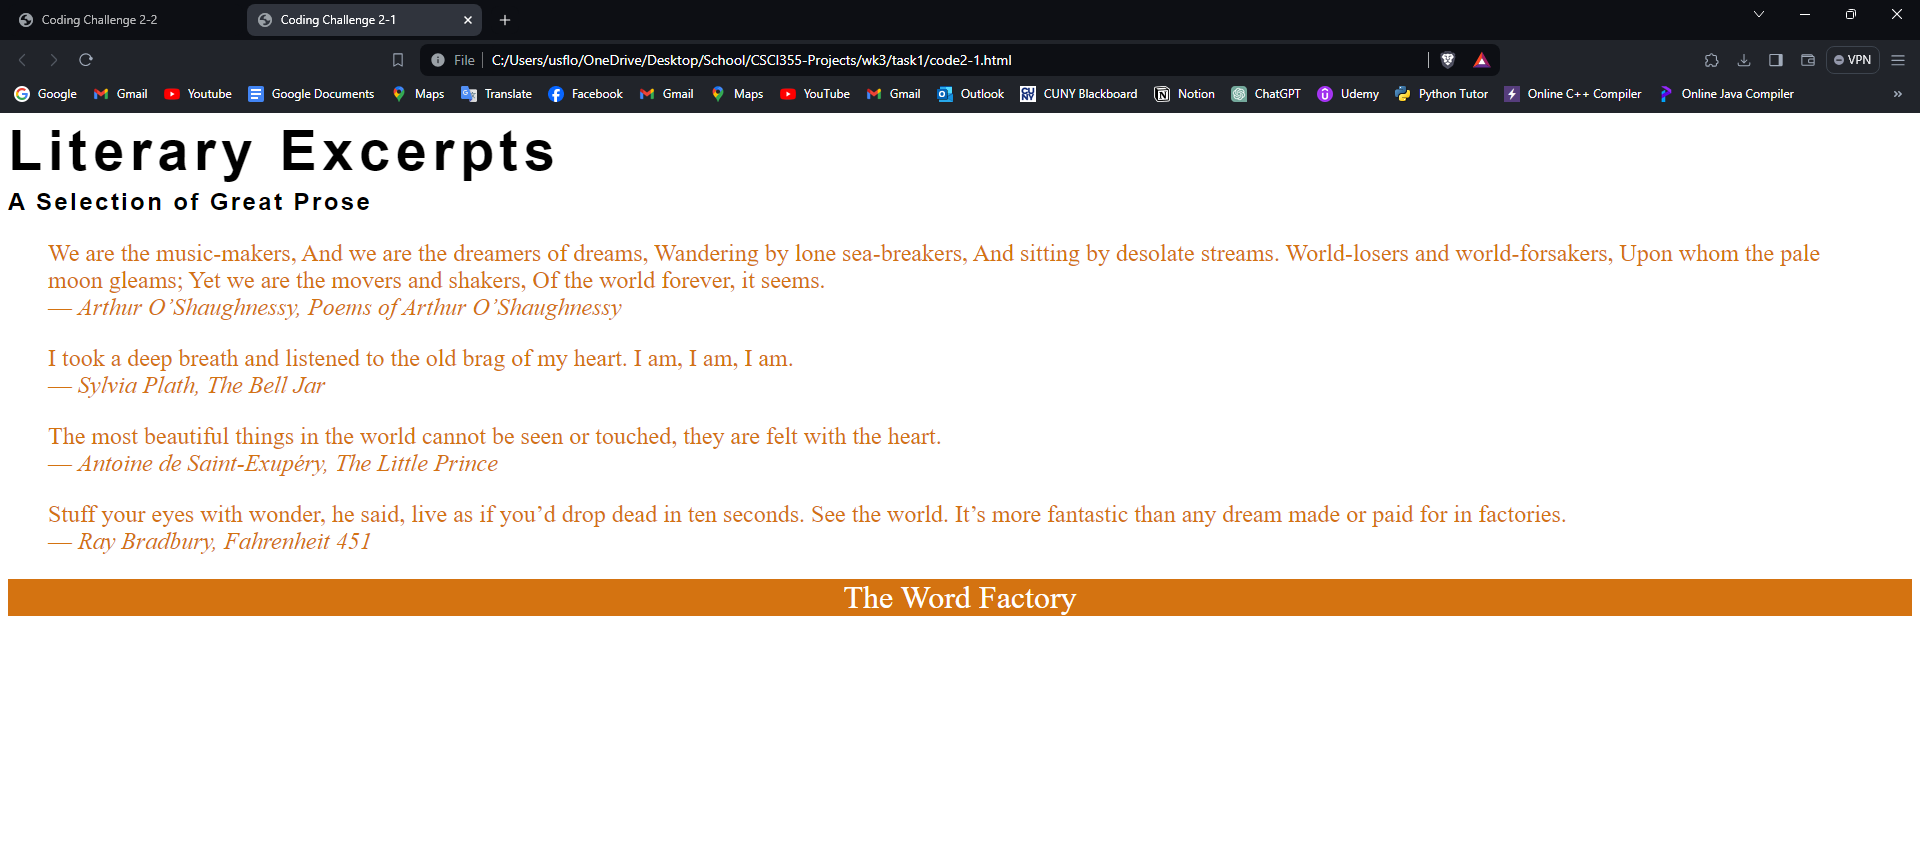 Coding Challenge 2-2
Coding Challenge 2-1
File
C:/Users/usflo/OneDrive/Desktop/School/CSCI355-Projects/wk3/task1/code2-1.html
VPN
Google Gmail Youtube Google Documents Maps Translate Facebook Gmail Maps YouTube Gmail Outlook CUNY Blackboard Notion ChatGPT Udemy Python Tutor Online C++ Compiler Online Java Compiler »
Literary Excerpts
A Selection of Great Prose
We are the music-makers, And we are the dreamers of dreams, Wandering by lone sea-breakers, And sitting by desolate streams. World-losers and world-forsakers, Upon whom the pale
moon gleams; Yet we are the movers and shakers, Of the world forever, it seems.
— Arthur O’Shaughnessy, Poems of Arthur O’Shaughnessy
I took a deep breath and listened to the old brag of my heart. I am, I am, I am.
— Sylvia Plath, The Bell Jar
The most beautiful things in the world cannot be seen or touched, they are felt with the heart.
— Antoine de Saint-Exupéry, The Little Prince
Stuff your eyes with wonder, he said, live as if you’d drop dead in ten seconds. See the world. It’s more fantastic than any dream made or paid for in factories.
— Ray Bradbury, Fahrenheit 451
The Word Factory